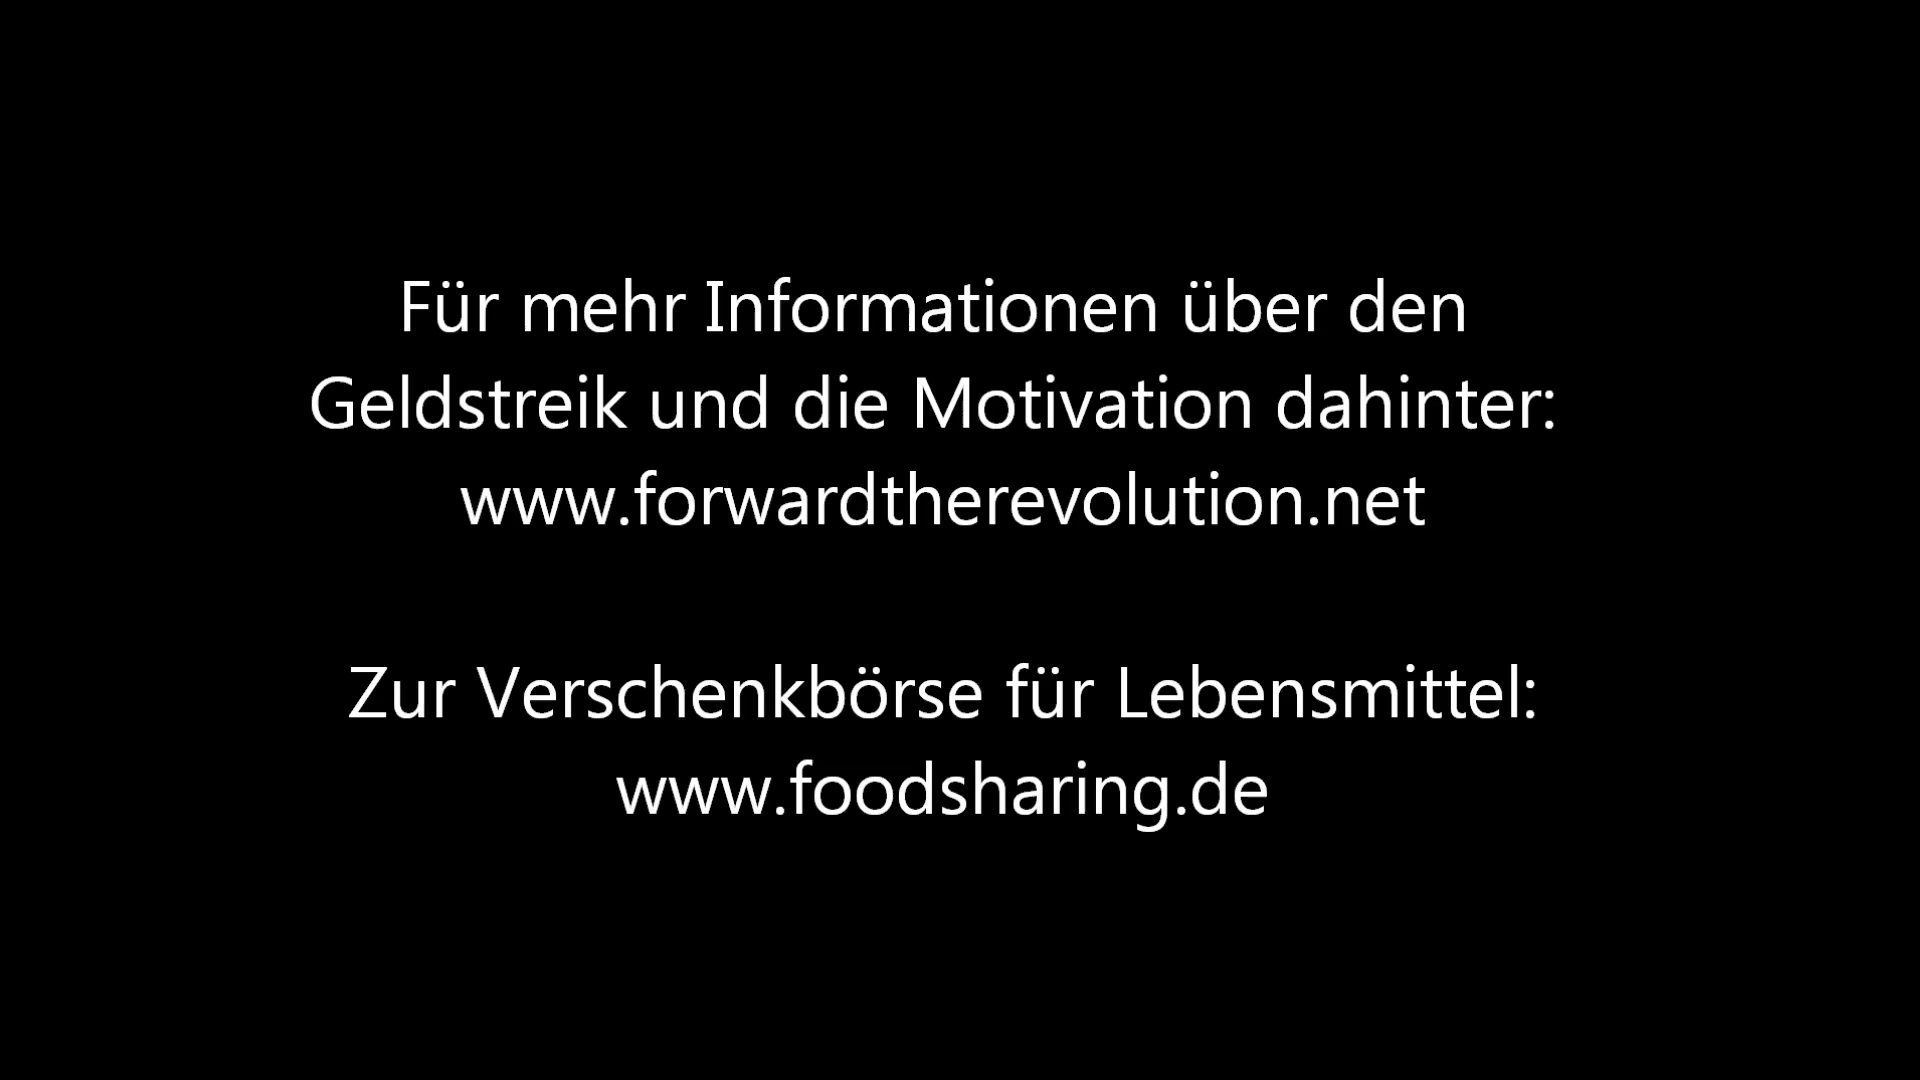 Für mehr Informationen über den
Geldstreik und die Motivation dahinter:
www.forwardtherevolution.net
Zur Verschenkbörse für Lebensmittel:
www.foodsharing.de